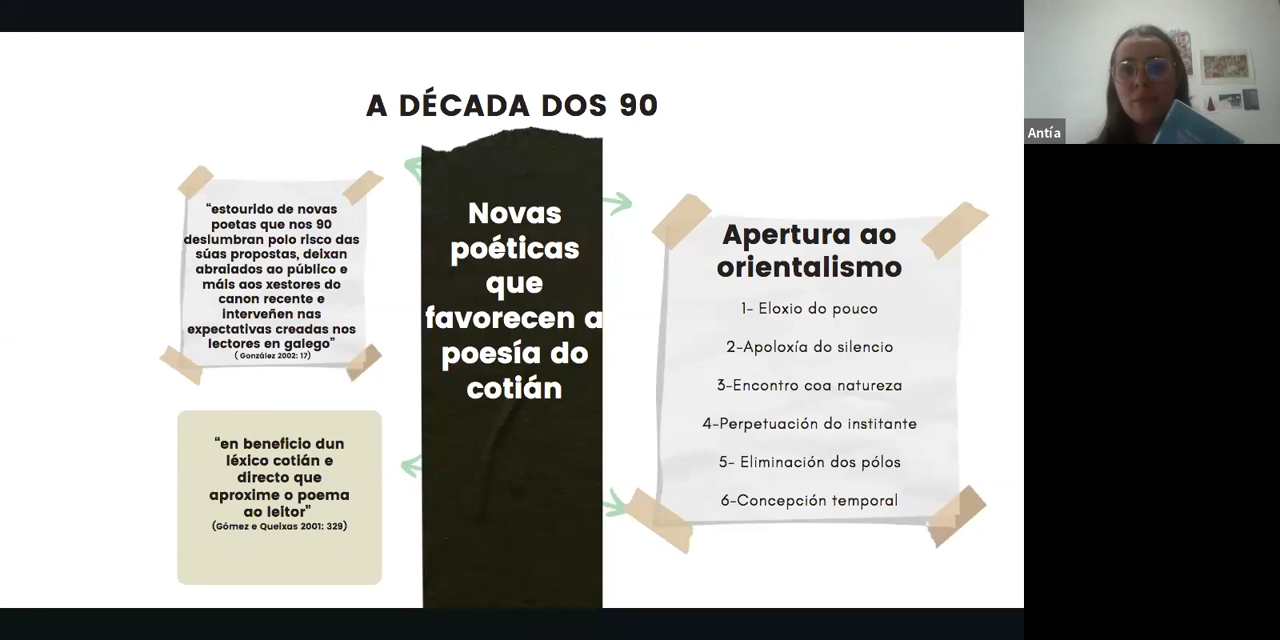 A DÉCADA DOS 90
“estourido de novas
poetas que nos 90
deslumbran polo risco das
súas propostas, deixan
abraiados ao público e
máis aos xestores do
canon recente e
interveñen nas
expectativas creadas nos
lectores en galego”
( González 2002: 17)
“en beneficio dun
léxico cotián e
directo que
aproxime o poema
ao leitor”
(Gómez e Queixas 2001: 329)
Novas
poéticas
que
favorecen a
poesía do
cotián
Apertura ao
orientalismo
1- Eloxio do pouco
2-Apoloxía do silencio
3-Encontro coa natureza
4-Perpetuación do institante
5- Eliminación dos pólos
6-Concepción temporal
Antía